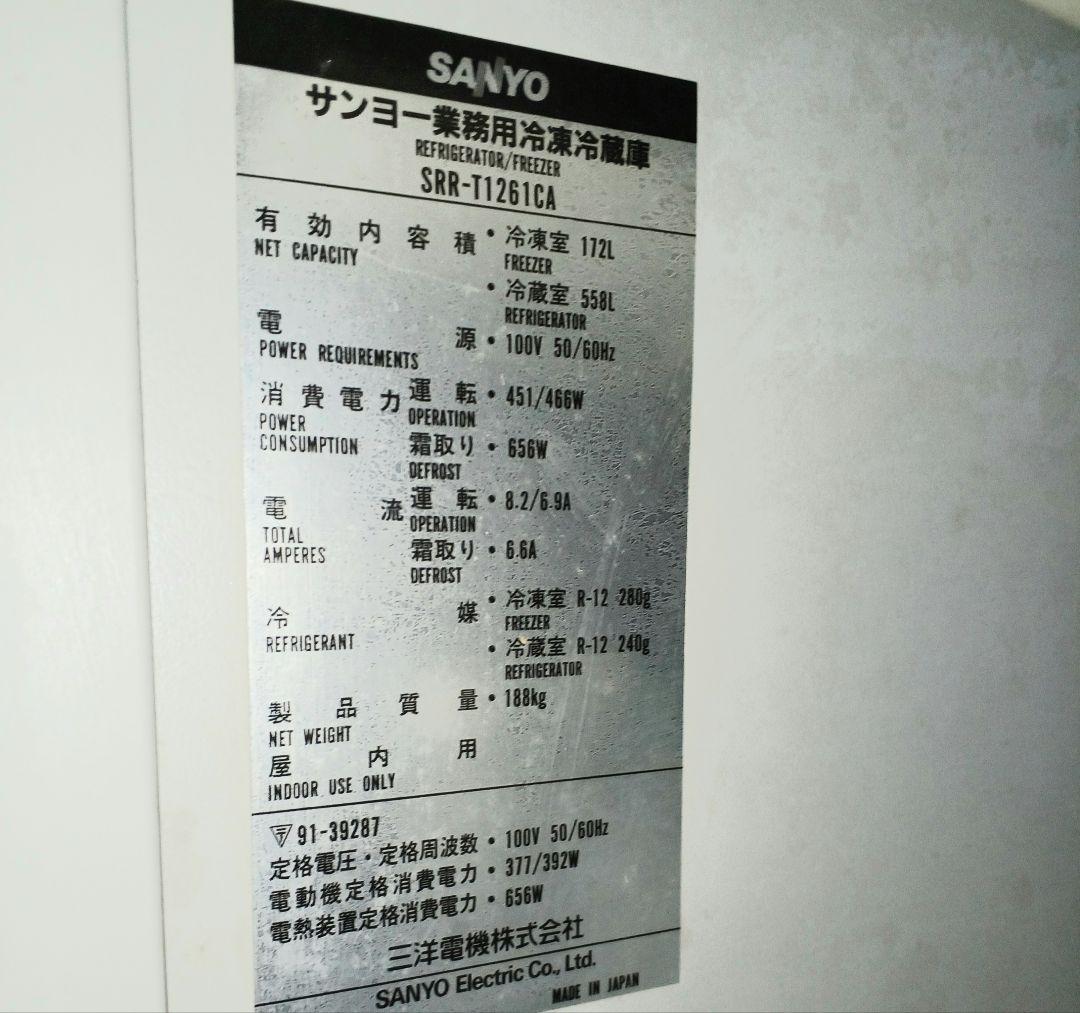 SANYO
サンヨー業務用冷凍冷蔵庫
REFRIGERATOR/FREEZER
SRR-T1261CA
有効内容積 • 冷凍室 172L
NET CAPACITY FREEZER
• 冷蔵室 558L
REFRIGERATOR
電源 • 100V 50/60Hz
POWER REQUIREMENTS
消費電力 運転 • 451/466W
POWER OPERATION
CONSUMPTION 霜取り • 656W
DEFROST
電流 運転 • 8.2/6.9A
TOTAL OPERATION
AMPERES 霜取り • 6.6A
DEFROST
冷媒 • 冷凍室 R-12 280g
FREEZER
REFRIGERANT • 冷蔵室 R-12 240g
REFRIGERATOR
製品質量 • 188kg
NET WEIGHT
屋内用
INDOOR USE ONLY
〒 91-39287
定格電圧・定格周波数 • 100V 50/60Hz
電動機定格消費電力 • 377/392W
電熱装置定格消費電力 • 656W
三洋電機株式会社
SANYO Electric Co., Ltd.
MADE IN JAPAN